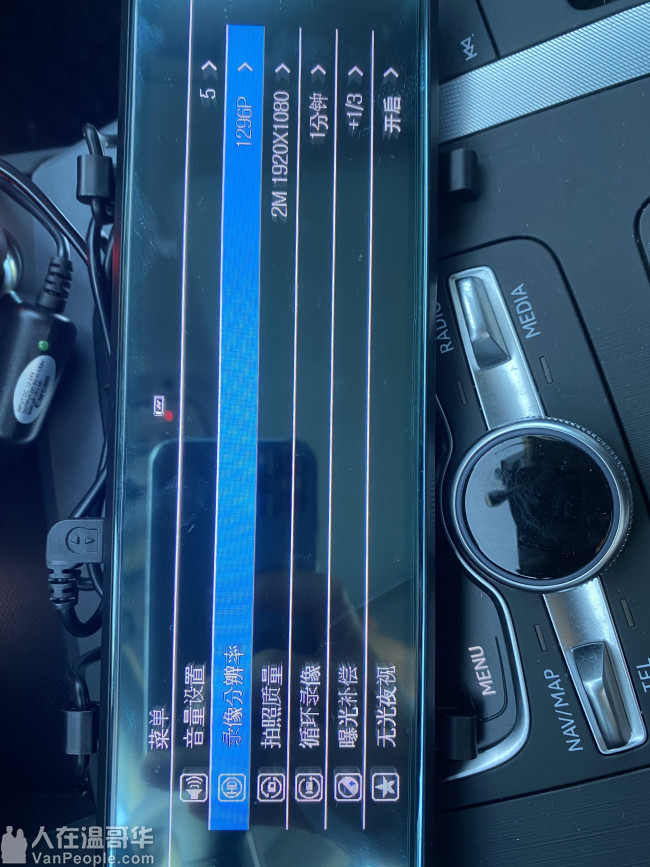 菜单
音量设置 5
录像分辨率 1296P
拍照质量 2M 1920X1080
循环录像 1分钟
曝光补偿 +1/3
无光夜视 开启
RADIO
MEDIA
MENU
NAV/MAP
TEL
人在温哥华
VanPeople.com